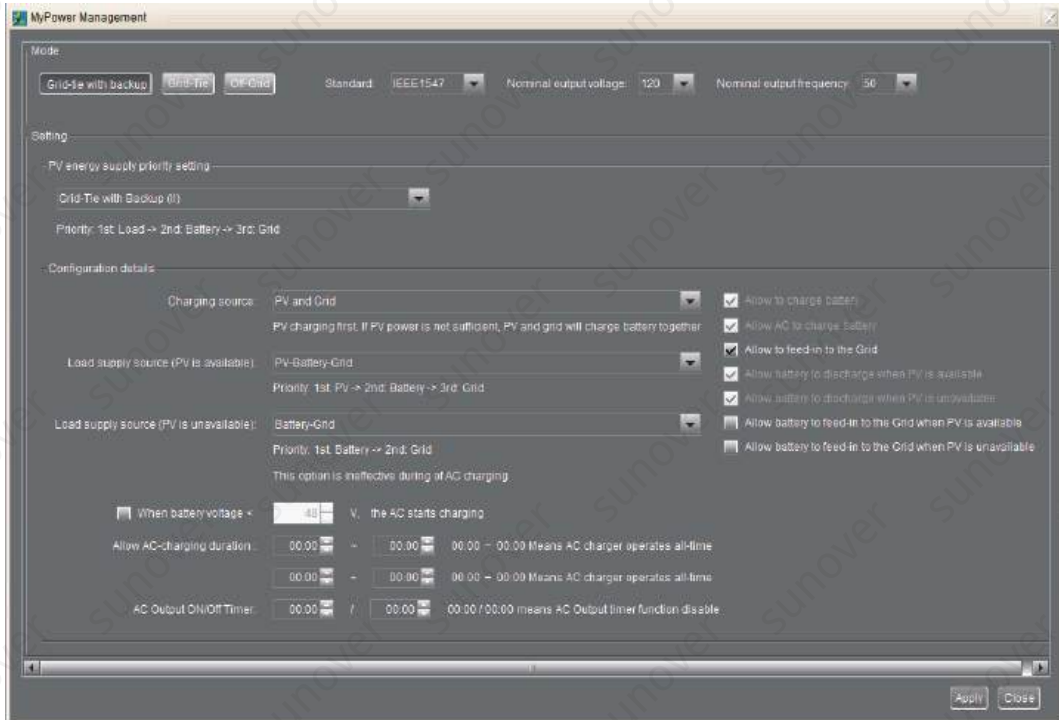 MyPower Management
Mode
Grid-tie with backup Grid-Tie Off-Grid Standard: IEEE1547 Nominal output voltage: 120 Nominal output frequency: 50
Setting
PV energy supply priority setting
Grid-Tie with Backup (II)
Priority: 1st: Load -> 2nd: Battery -> 3rd: Grid
Configuration details
Charging source: PV and Grid Allow to charge battery
PV charging first. If PV power is not sufficient, PV and grid will charge battery together Allow AC to charge battery
Allow to feed-in to the Grid
Load supply source (PV is available): PV-Battery-Grid
Allow battery to discharge when PV is available
Priority: 1st: PV -> 2nd: Battery -> 3rd: Grid
Allow battery to discharge when PV is unavailable
Load supply source (PV is unavailable): Battery-Grid Allow battery to feed-in to the Grid when PV is available
Priority: 1st: Battery -> 2nd: Grid Allow battery to feed-in to the Grid when PV is unavailable
This option is ineffective during of AC charging
When battery voltage < 48 V, the AC starts charging
Allow AC-charging duration: 00:00 ~ 00:00 00:00 ~ 00:00 Means AC charger operates all-time
00:00 ~ 00:00 00:00 ~ 00:00 Means AC charger operates all-time
AC Output ON/Off Timer: 00:00 / 00:00 00:00 / 00:00 means AC Output timer function disable
Apply Close
sunover